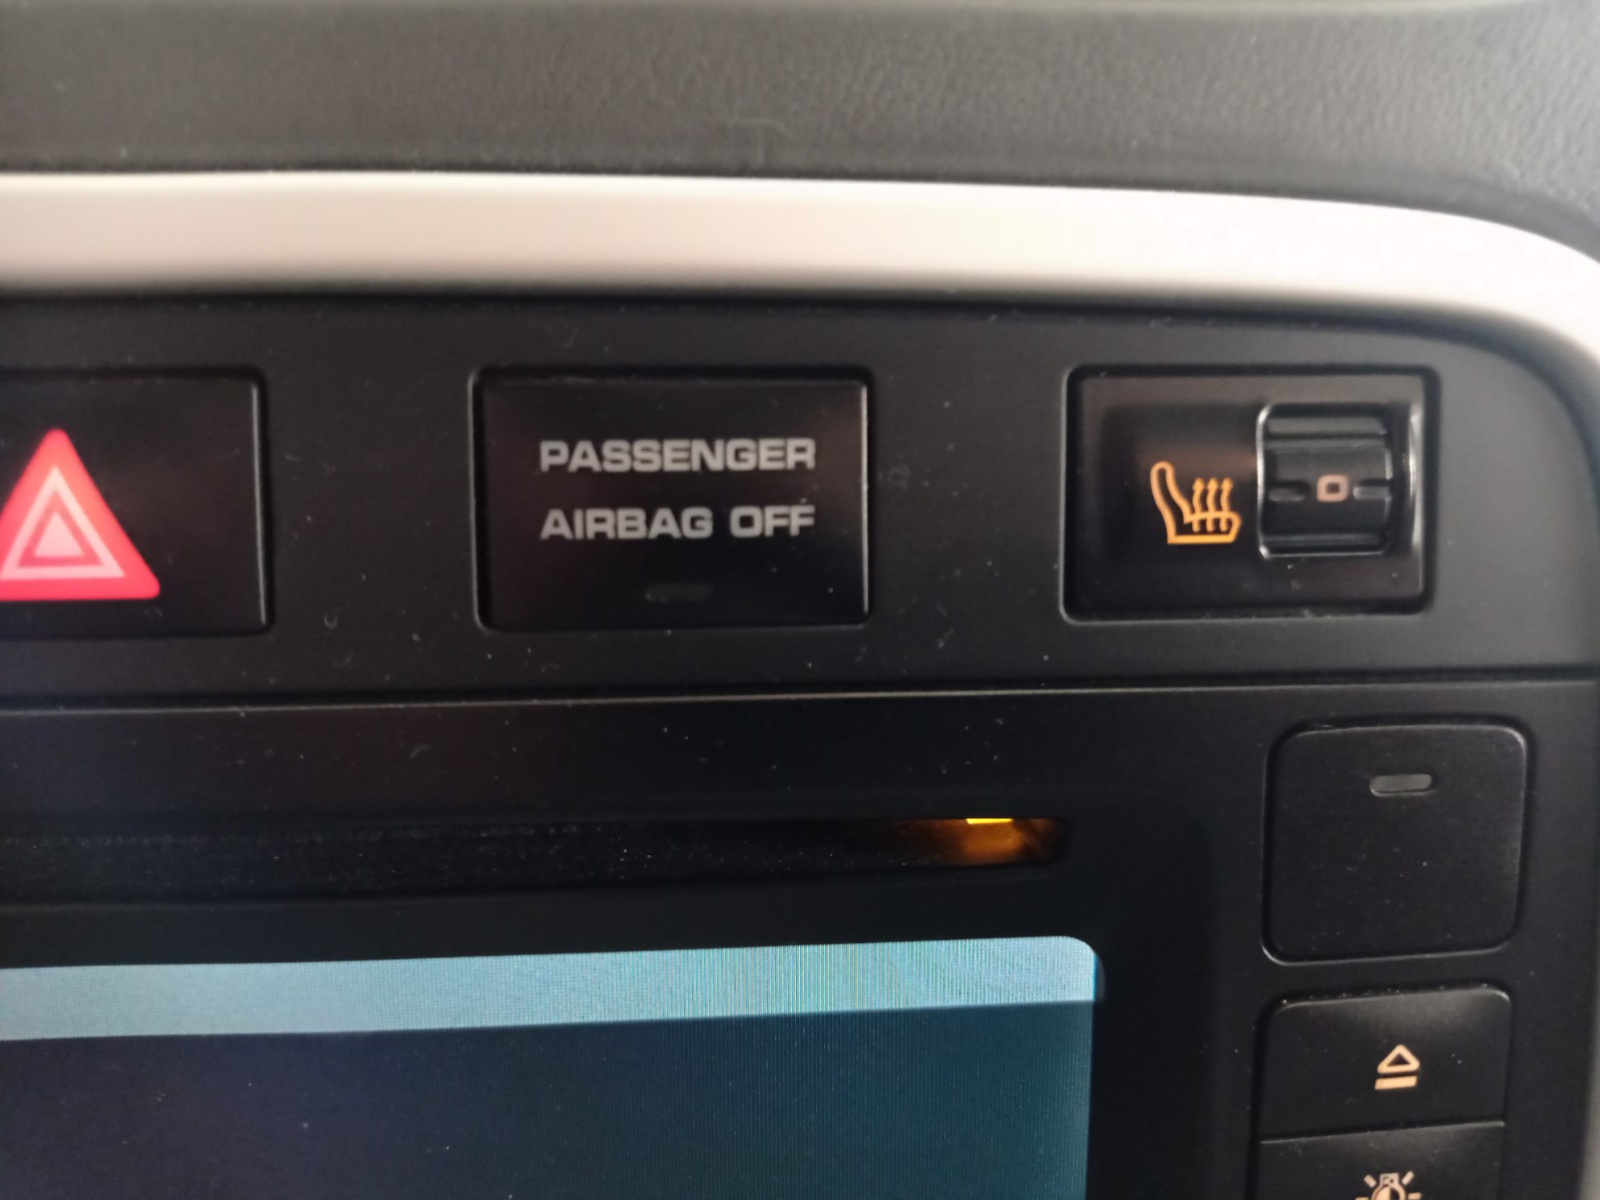 PASSENGER
AIRBAG OFF
0